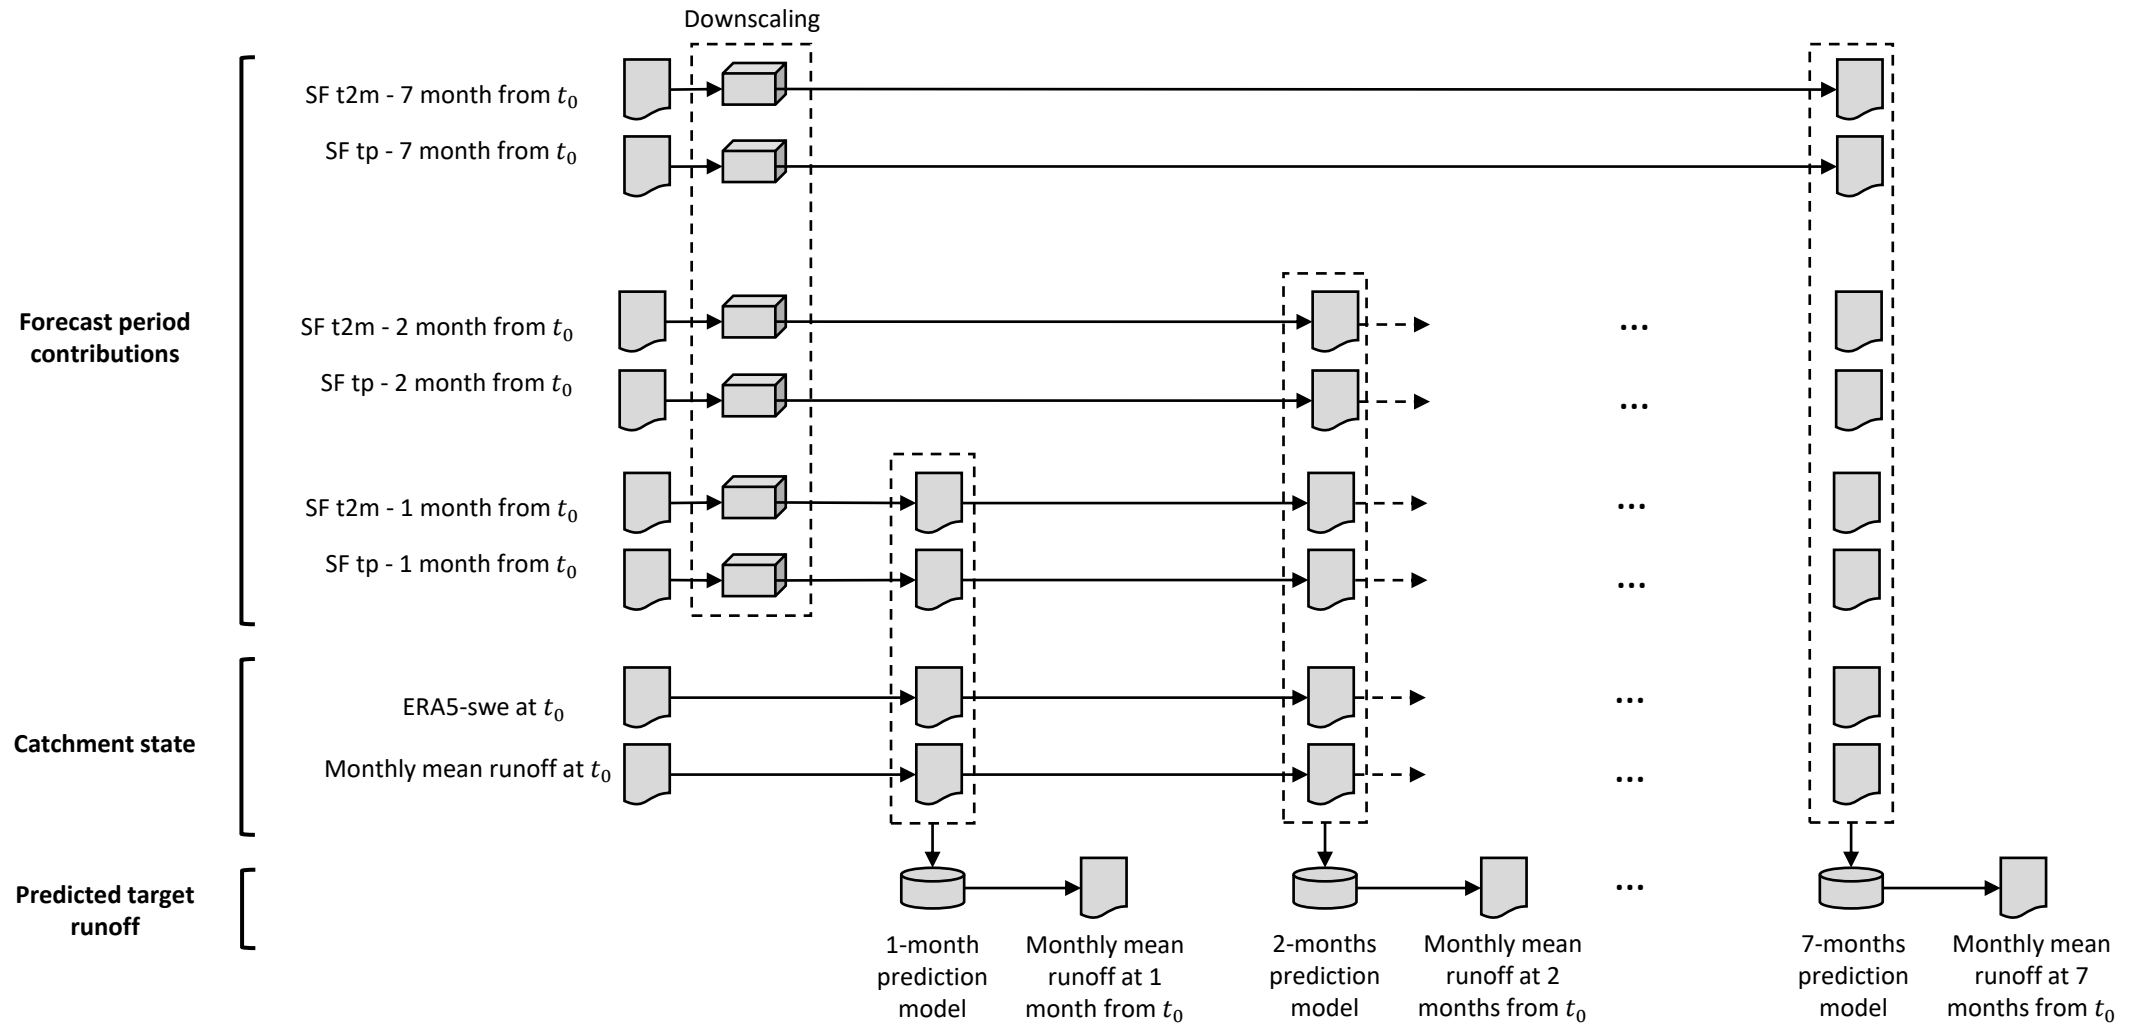 Downscaling
SF t2m - 7 month from t₀
SF tp - 7 month from t₀
Forecast period
contributions
SF t2m - 2 month from t₀
...
SF tp - 2 month from t₀
...
SF t2m - 1 month from t₀
...
SF tp - 1 month from t₀
...
Catchment state
ERA5-swe at t₀
...
Monthly mean runoff at t₀
...
Predicted target
runoff
...
1-month
prediction
model
Monthly mean
runoff at 1
month from t₀
2-months
prediction
model
Monthly mean
runoff at 2
months from t₀
7-months
prediction
model
Monthly mean
runoff at 7
months from t₀